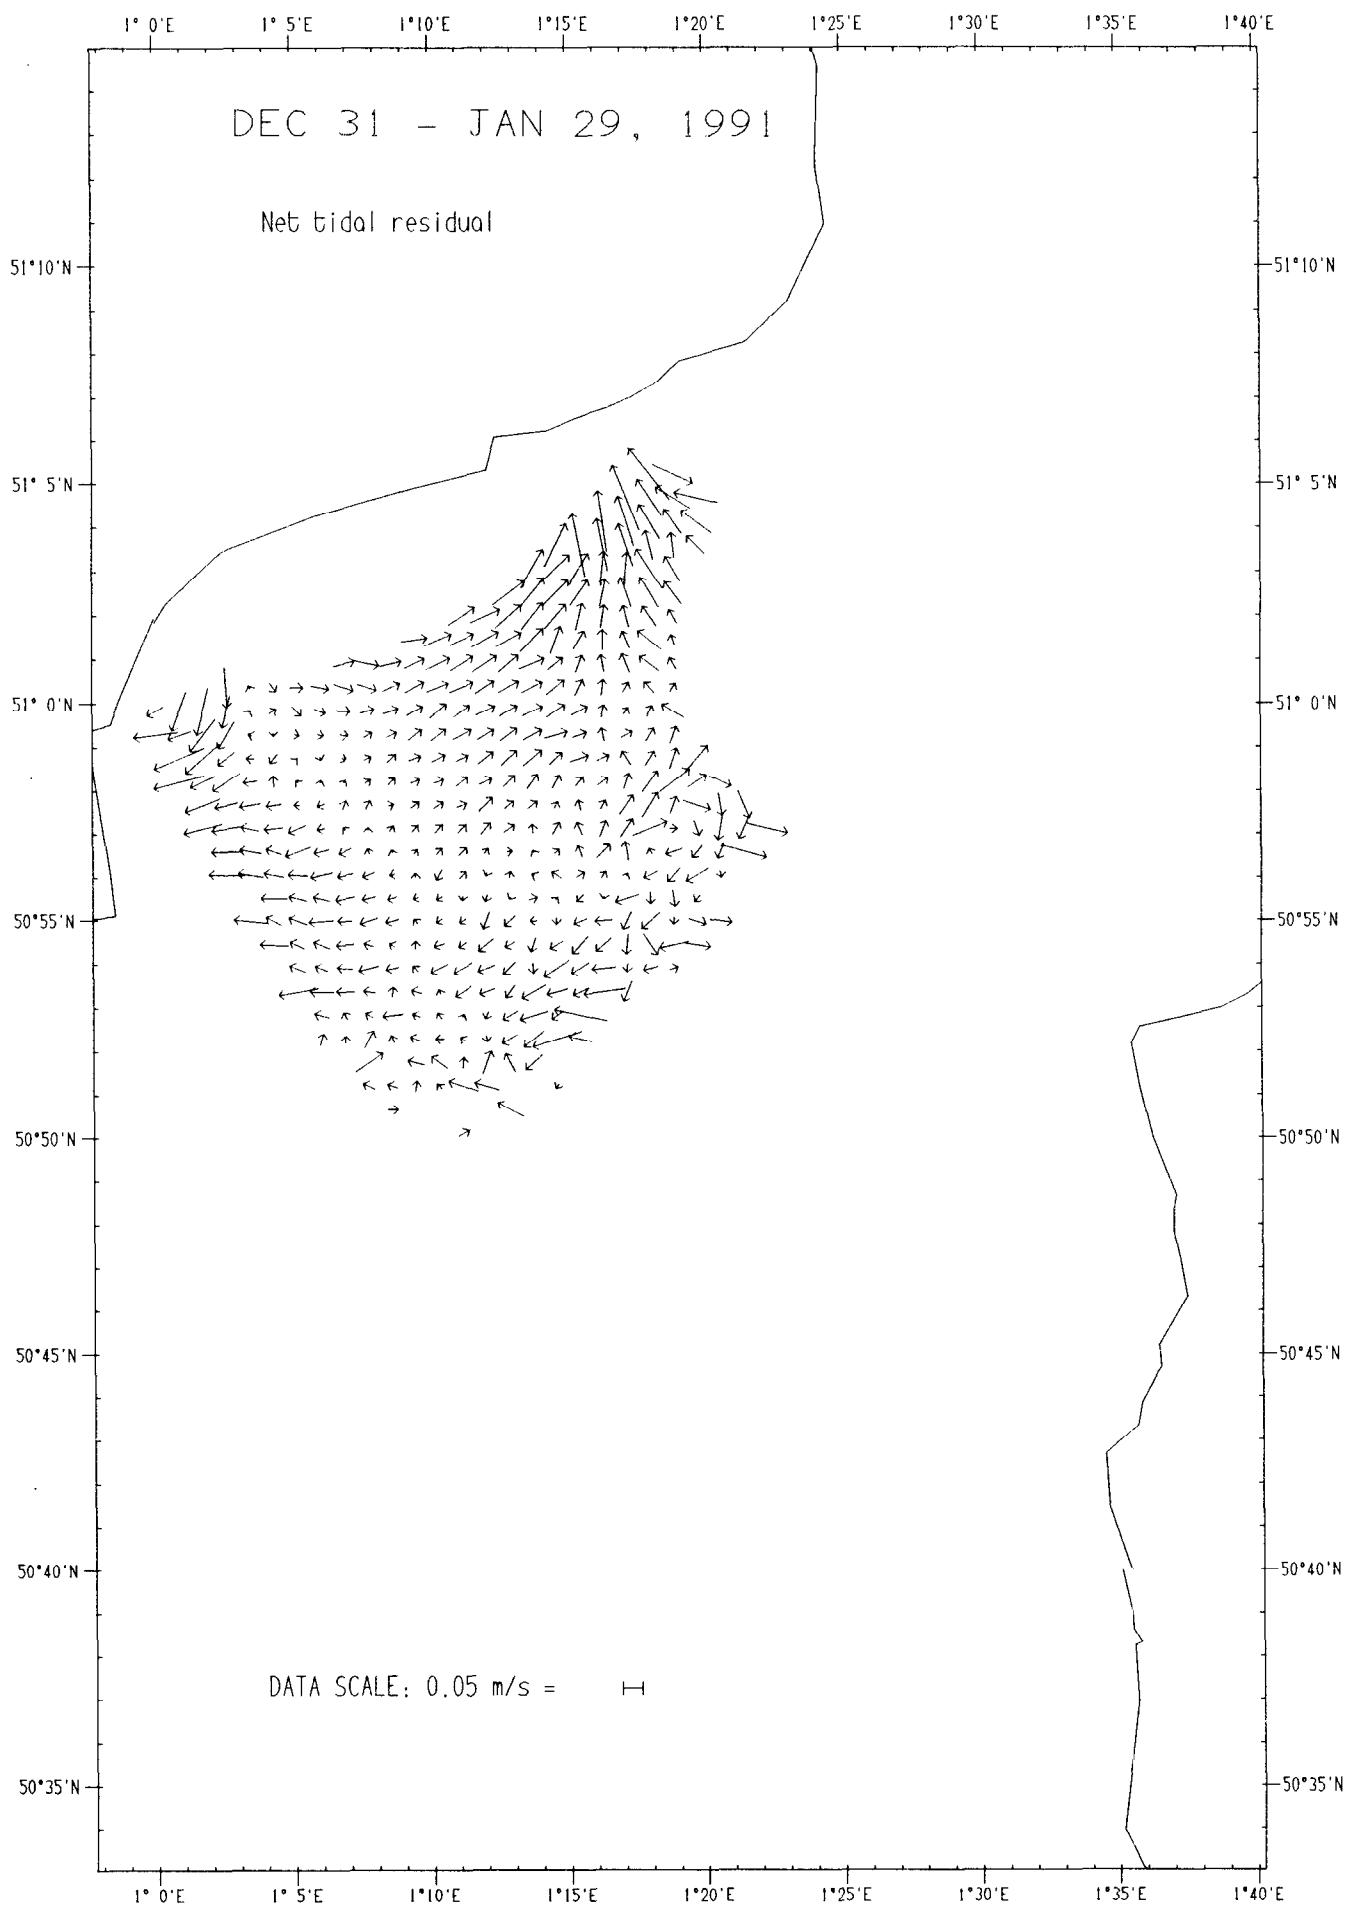 1° 0'E 1° 5'E 1°10'E 1°15'E 1°20'E 1°25'E 1°30'E 1°35'E 1°40'E
DEC 31 - JAN 29, 1991
Net tidal residual
51°10'N 51°10'N
51° 5'N 51° 5'N
51° 0'N 51° 0'N
50°55'N 50°55'N
50°50'N 50°50'N
50°45'N 50°45'N
50°40'N 50°40'N
DATA SCALE: 0.05 m/s =
50°35'N 50°35'N
1° 0'E 1° 5'E 1°10'E 1°15'E 1°20'E 1°25'E 1°30'E 1°35'E 1°40'E